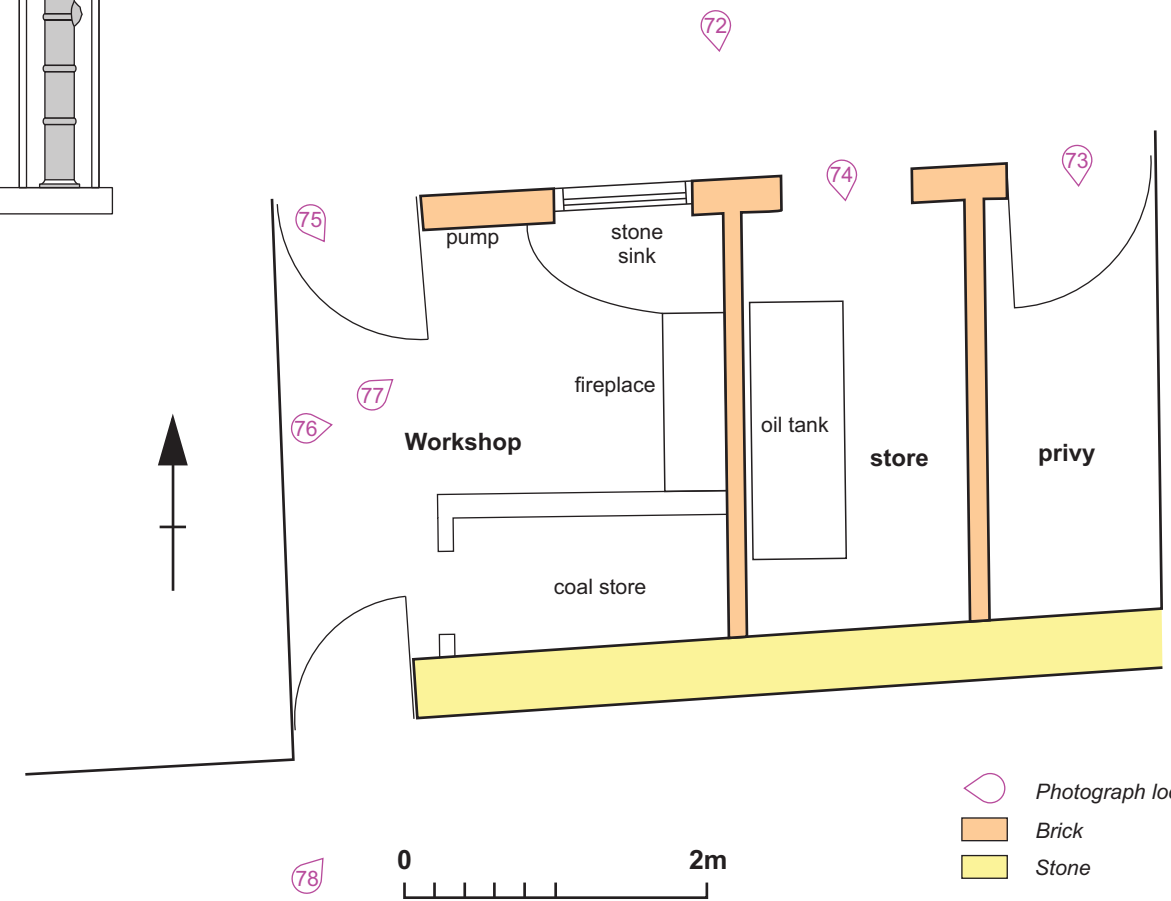 72
73
74
75
pump
stone
sink
fireplace
77
76
Workshop
oil tank
store
privy
coal store
Photograph
Brick
Stone
0
2m
78